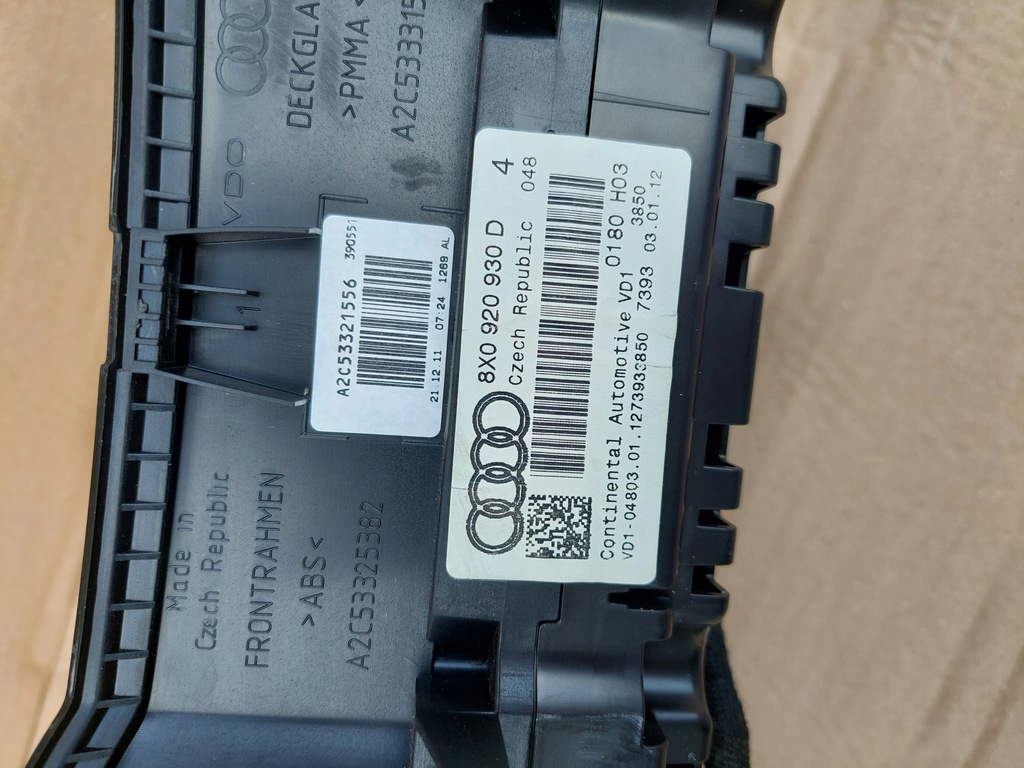 DECKGLA
>PMMA<
A2C533315
VDO
1
A2C53321556 390551
21.12.11 07:24 1269 AL
8X0 920 930 D 4
Czech Republic 048
Continental Automotive VD1 0180 H03
3850
VD1-04803.01.1273933850 7393 03.01.12
Made in
Czech Republic
FRONTRAHMEN
>ABS<
A2C53325382